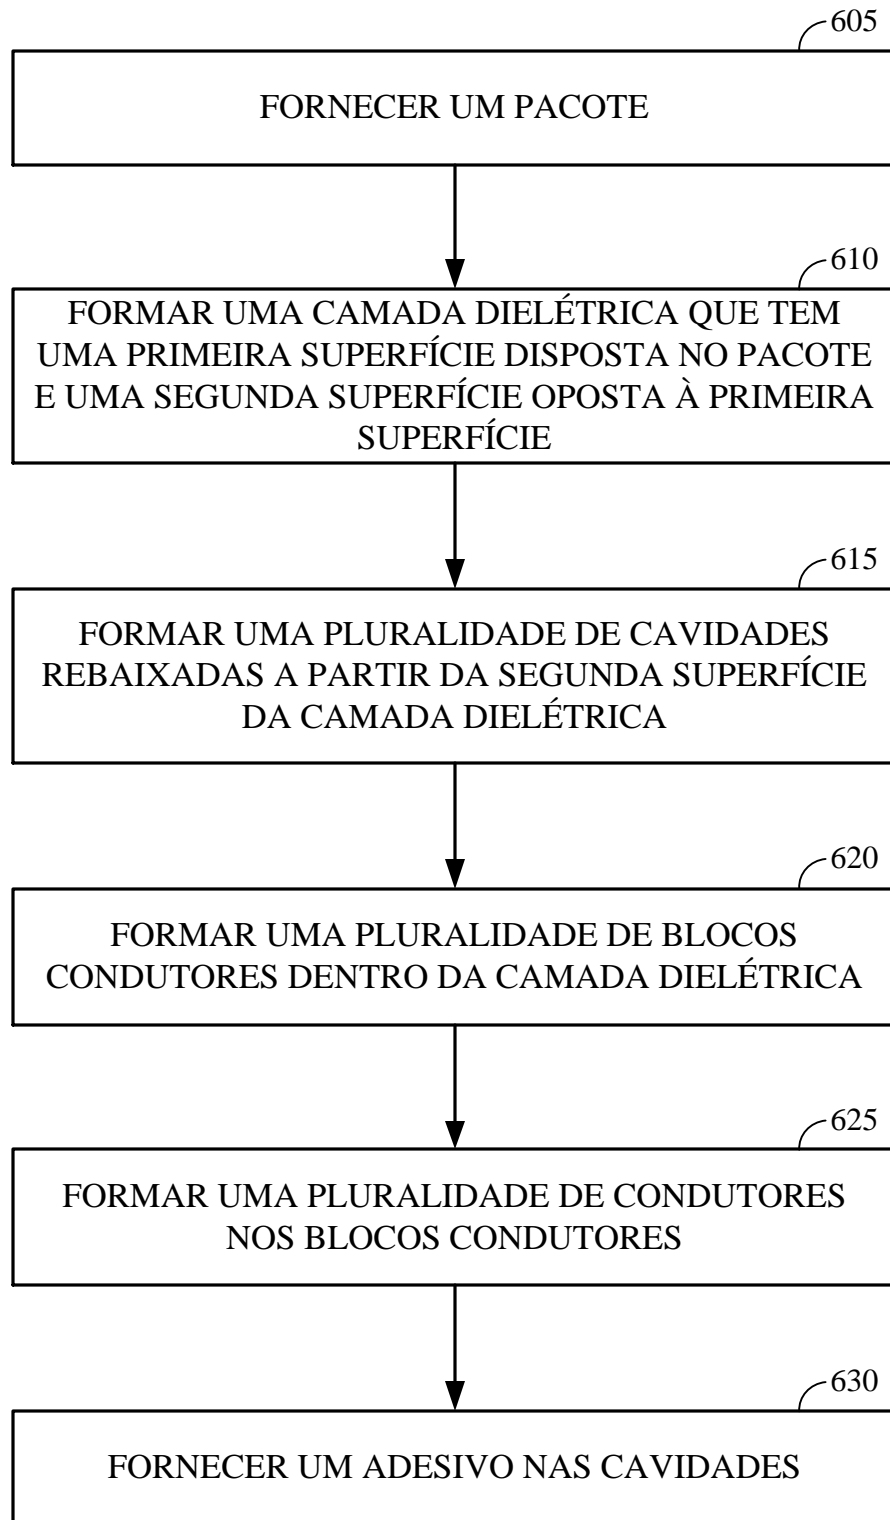 605
FORNECER UM PACOTE
610
FORMAR UMA CAMADA DIELÉTRICA QUE TEM
UMA PRIMEIRA SUPERFÍCIE DISPOSTA NO PACOTE
E UMA SEGUNDA SUPERFÍCIE OPOSTA À PRIMEIRA
SUPERFÍCIE
615
FORMAR UMA PLURALIDADE DE CAVIDADES
REBAIXADAS A PARTIR DA SEGUNDA SUPERFÍCIE
DA CAMADA DIELÉTRICA
620
FORMAR UMA PLURALIDADE DE BLOCOS
CONDUTORES DENTRO DA CAMADA DIELÉTRICA
625
FORMAR UMA PLURALIDADE DE CONDUTORES
NOS BLOCOS CONDUTORES
630
FORNECER UM ADESIVO NAS CAVIDADES